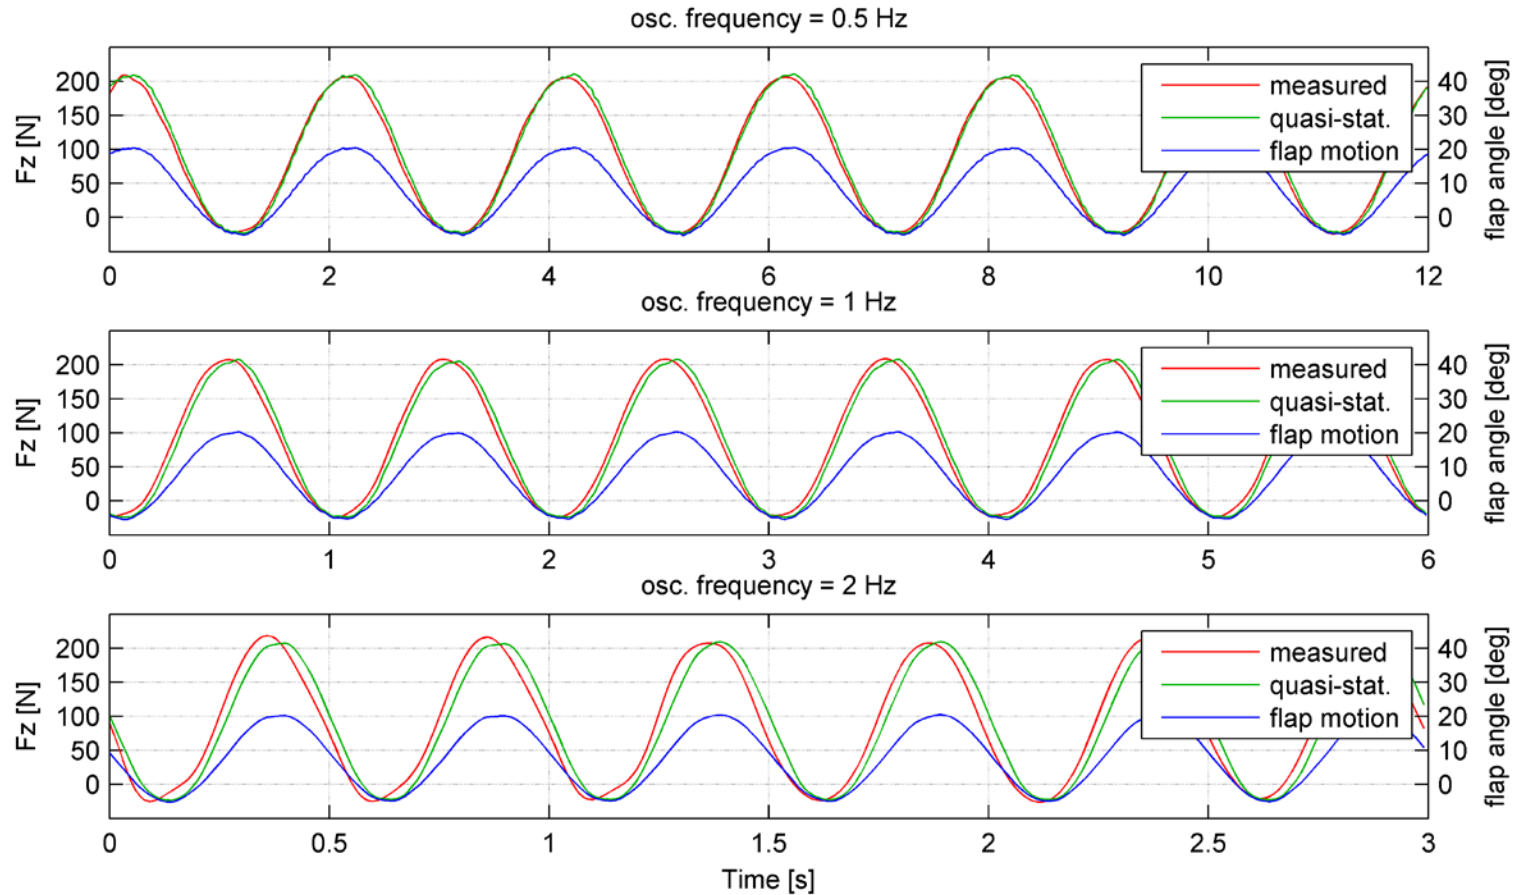 osc. frequency = 0.5 Hz
Fz [N]
200
150
100
50
0
measured
quasi-stat.
flap motion
40
30
20
10
0
flap angle [deg]
0 2 4 6 8 10 12
osc. frequency = 1 Hz
Fz [N]
200
150
100
50
0
measured
quasi-stat.
flap motion
40
30
20
10
0
flap angle [deg]
0 1 2 3 4 5 6
osc. frequency = 2 Hz
Fz [N]
200
150
100
50
0
measured
quasi-stat.
flap motion
40
30
20
10
0
flap angle [deg]
0 0.5 1 1.5 2 2.5 3
Time [s]